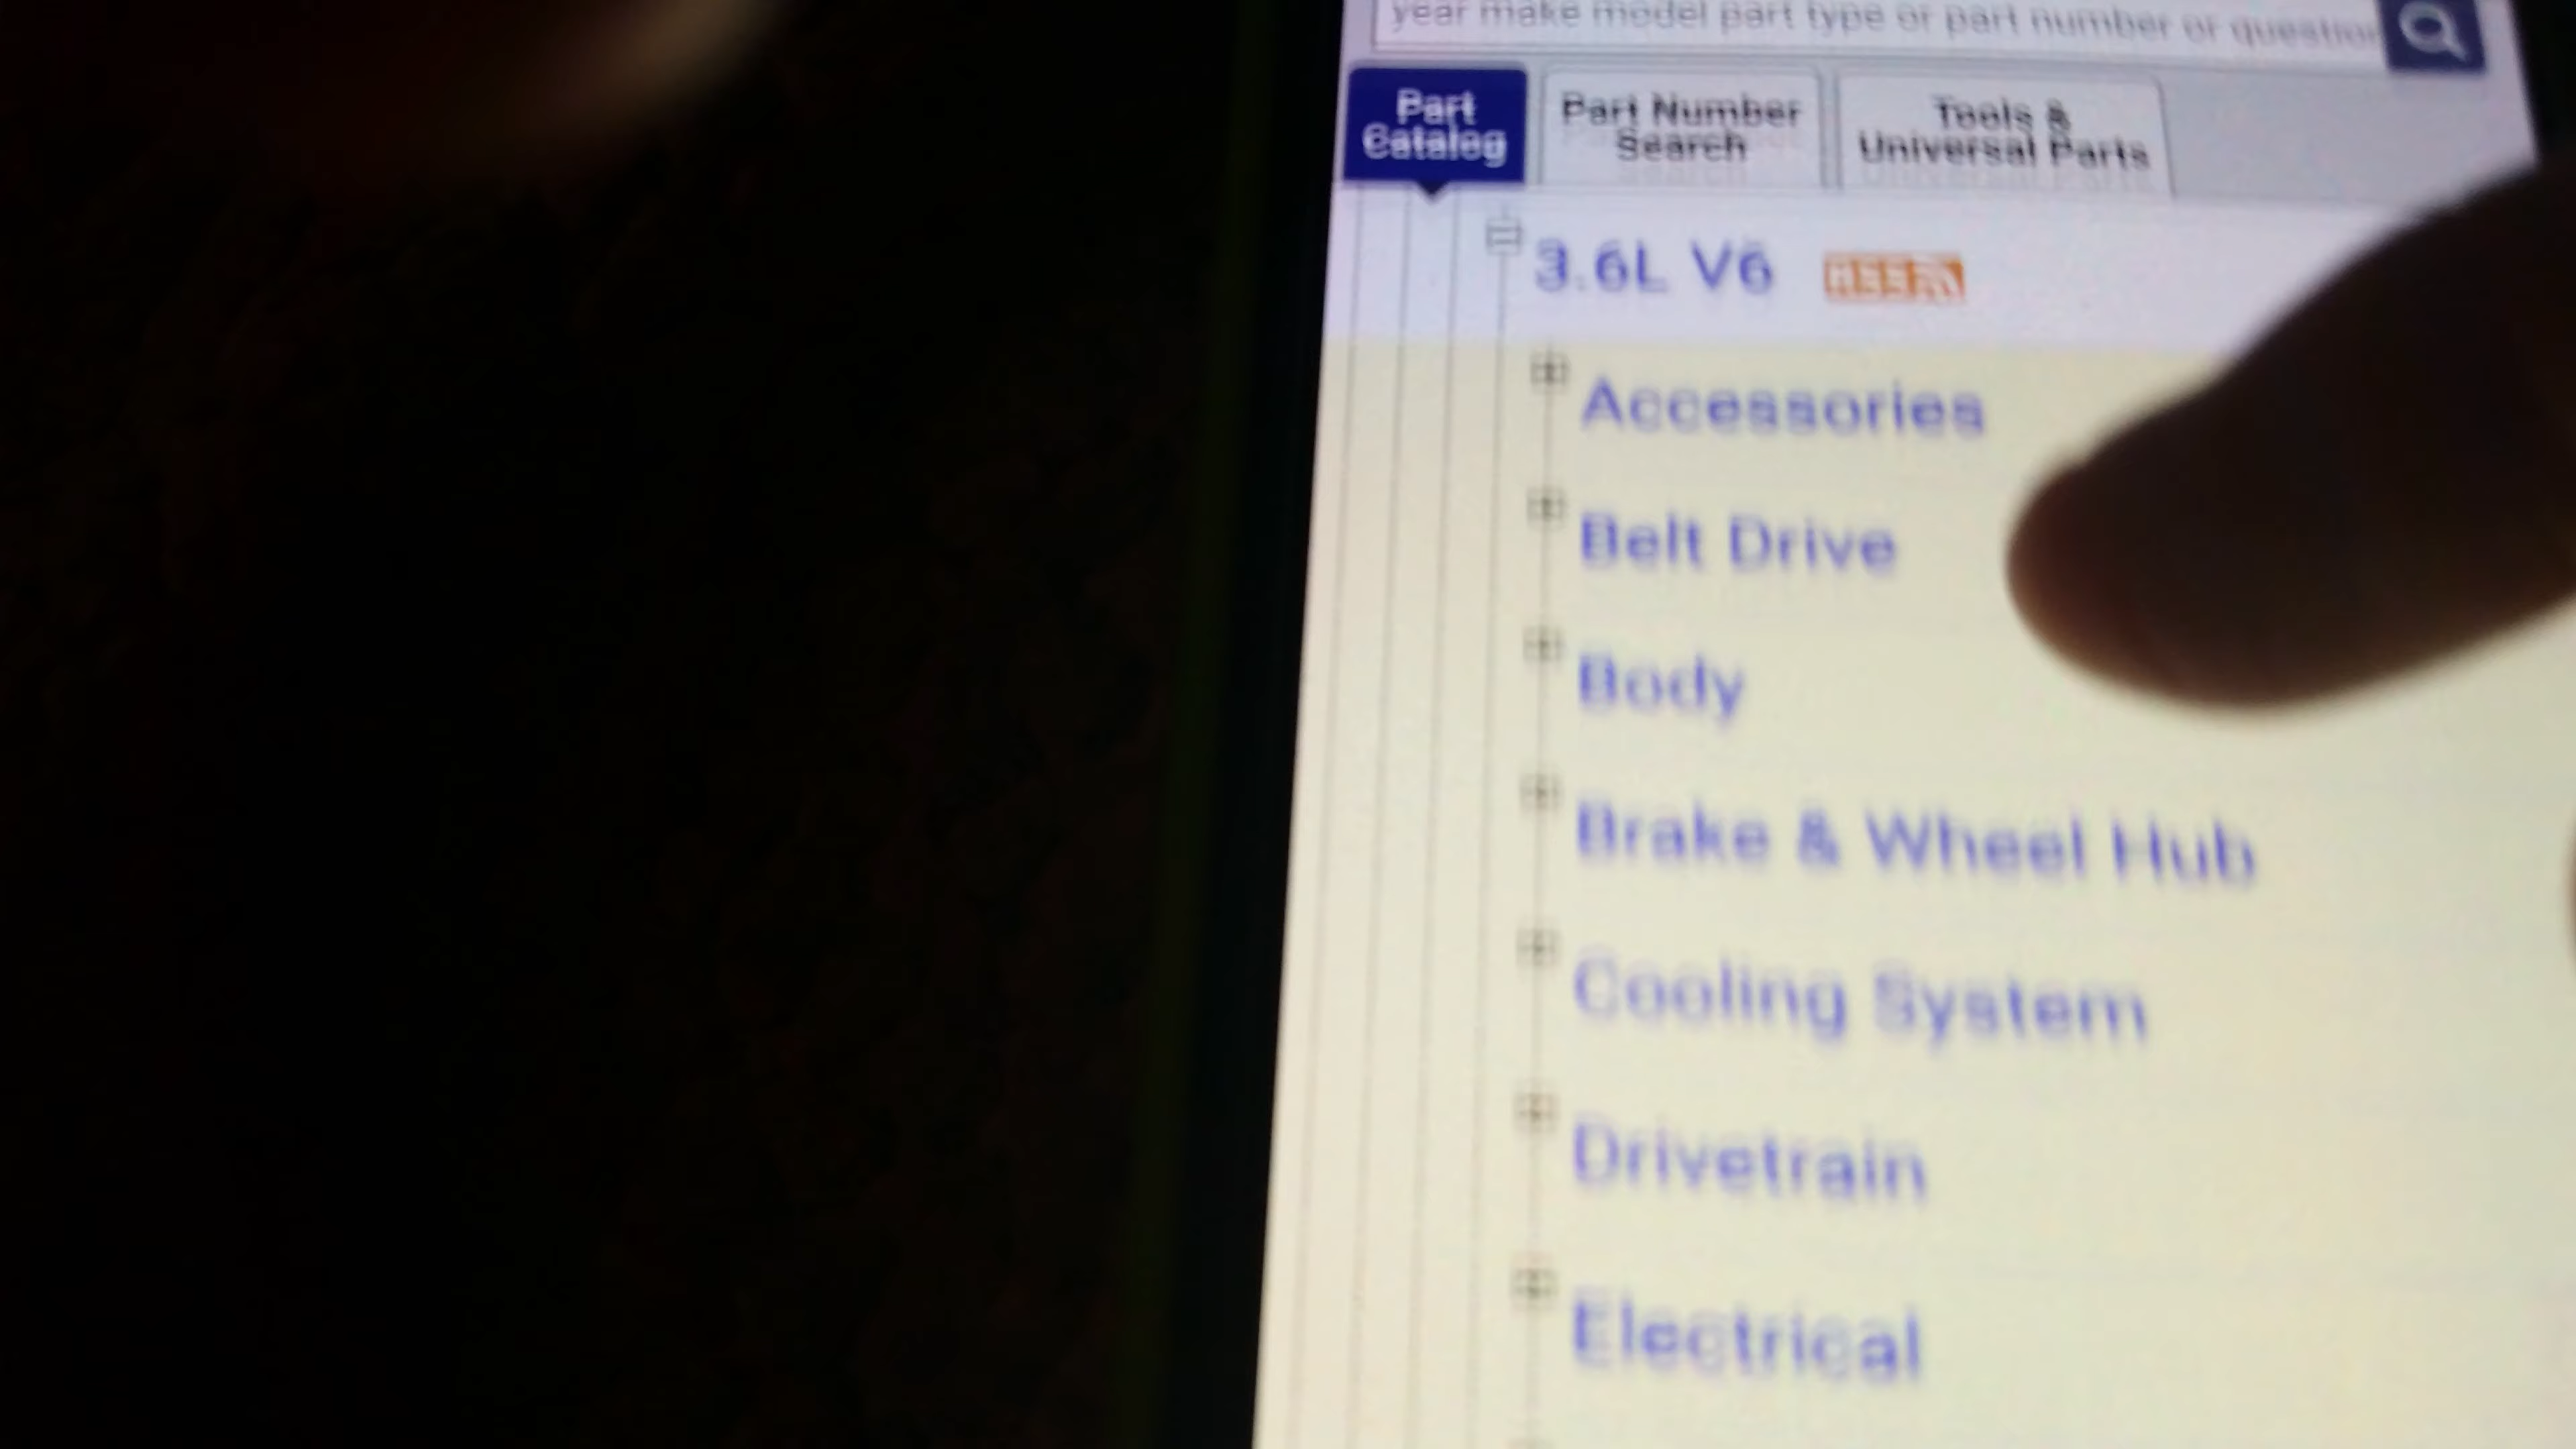 year make model part type or part number or question
Part
Catalog
Part Number
Search
Tools &
Universal Parts
3.6L V6
Accessories
Belt Drive
Body
Brake & Wheel Hub
Cooling System
Drivetrain
Electrical